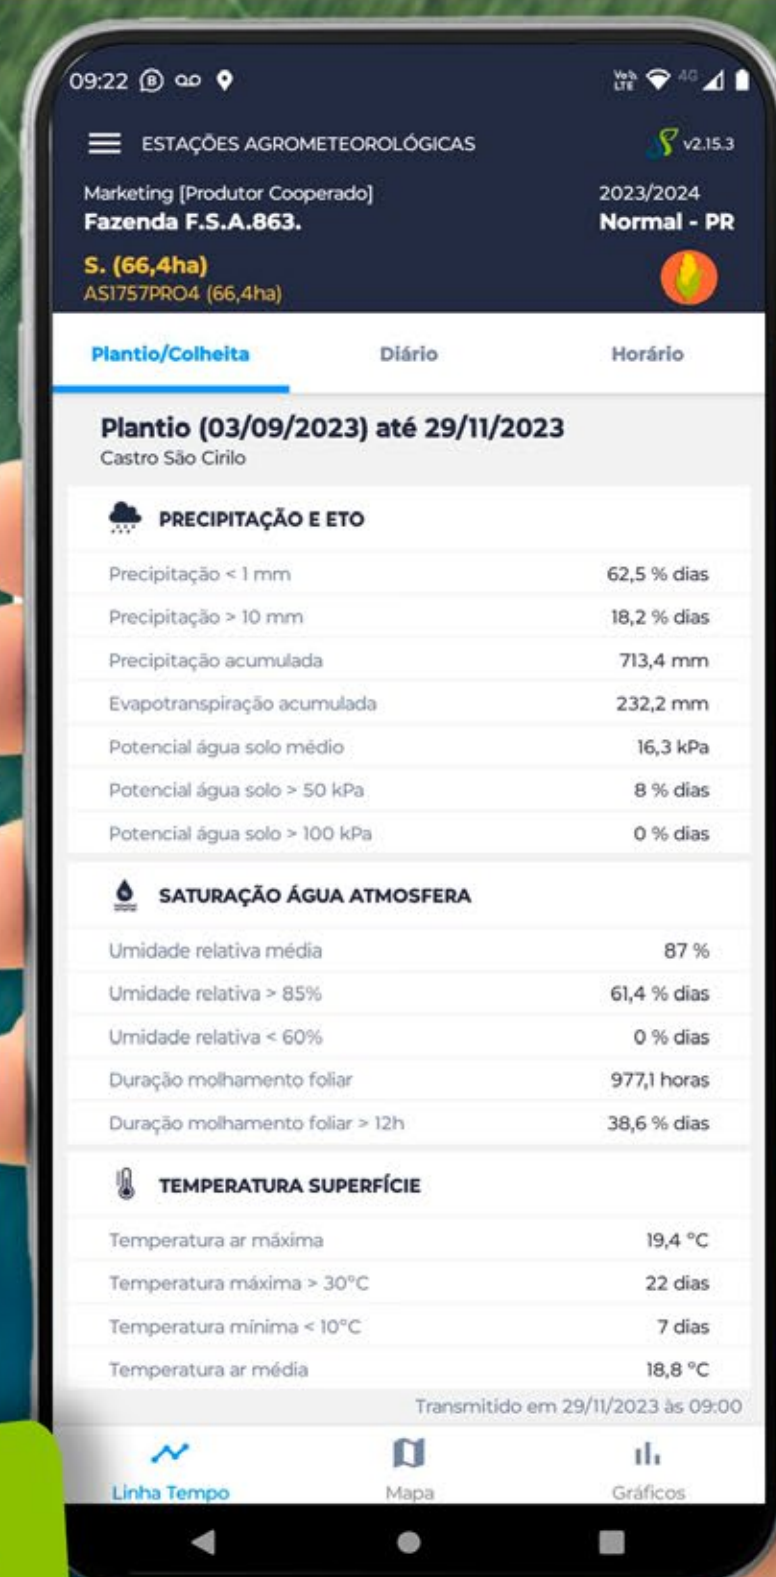 09:22
VoLTE 4G
ESTAÇÕES AGROMETEOROLÓGICAS v2.15.3
Marketing [Produtor Cooperado] 2023/2024
Fazenda F.S.A.863. Normal - PR
S. (66,4ha)
AS1757PRO4 (66,4ha)
Plantio/Colheita Diário Horário
Plantio (03/09/2023) até 29/11/2023
Castro São Cirilo
PRECIPITAÇÃO E ETO
Precipitação < 1 mm 62,5 % dias
Precipitação > 10 mm 18,2 % dias
Precipitação acumulada 713,4 mm
Evapotranspiração acumulada 232,2 mm
Potencial água solo médio 16,3 kPa
Potencial água solo > 50 kPa 8 % dias
Potencial água solo > 100 kPa 0 % dias
SATURAÇÃO ÁGUA ATMOSFERA
Umidade relativa média 87 %
Umidade relativa > 85% 61,4 % dias
Umidade relativa < 60% 0 % dias
Duração molhamento foliar 977,1 horas
Duração molhamento foliar > 12h 38,6 % dias
TEMPERATURA SUPERFÍCIE
Temperatura ar máxima 19,4 °C
Temperatura máxima > 30°C 22 dias
Temperatura mínima < 10°C 7 dias
Temperatura ar média 18,8 °C
Transmitido em 29/11/2023 às 09:00
Linha Tempo Mapa Gráficos